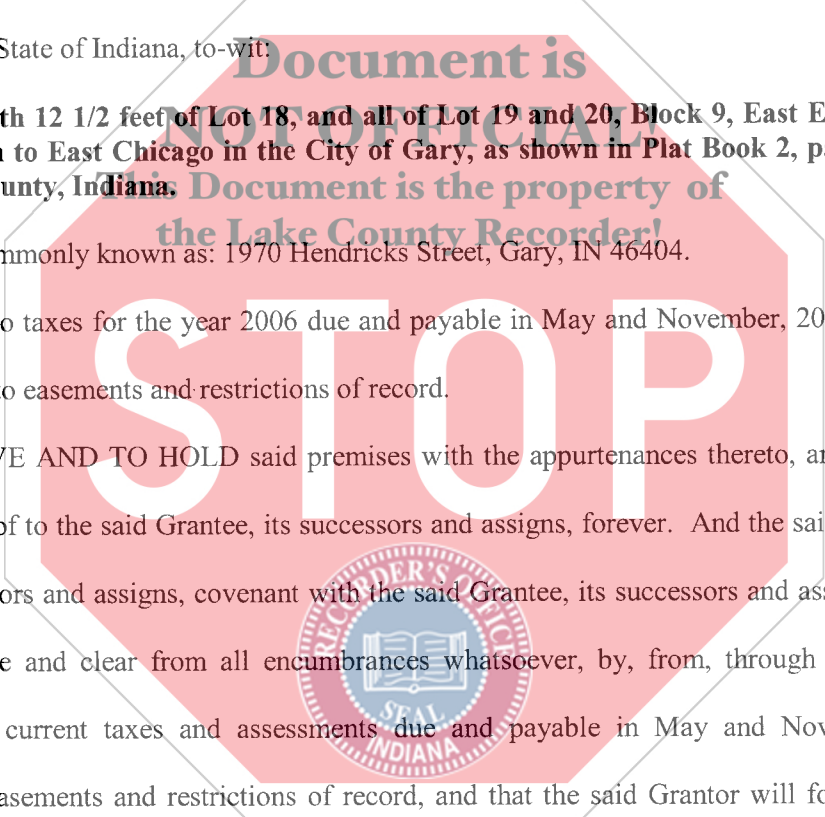 State of Indiana, to-wit:
Document is
th 12 1/2 feet of Lot 18, and all of Lot 19 and 20, Block 9, East E
NOT OFFICIAL!
to East Chicago in the City of Gary, as shown in Plat Book 2, p
unty, Indiana.
This Document is the property of
the Lake County Recorder!
mmonly known as: 1970 Hendricks Street, Gary, IN 46404.
o taxes for the year 2006 due and payable in May and November, 20
to easements and restrictions of record.
STOP
VE AND TO HOLD said premises with the appurtenances thereto, a
of to the said Grantee, its successors and assigns, forever. And the sai
ors and assigns, covenant with the said Grantee, its successors and as
RECORDER'S OFFICE
e and clear from all encumbrances whatsoever, by, from, through
SEAL
current taxes and assessments due and payable in May and Nov
INDIANA
asements and restrictions of record, and that the said Grantor will fo